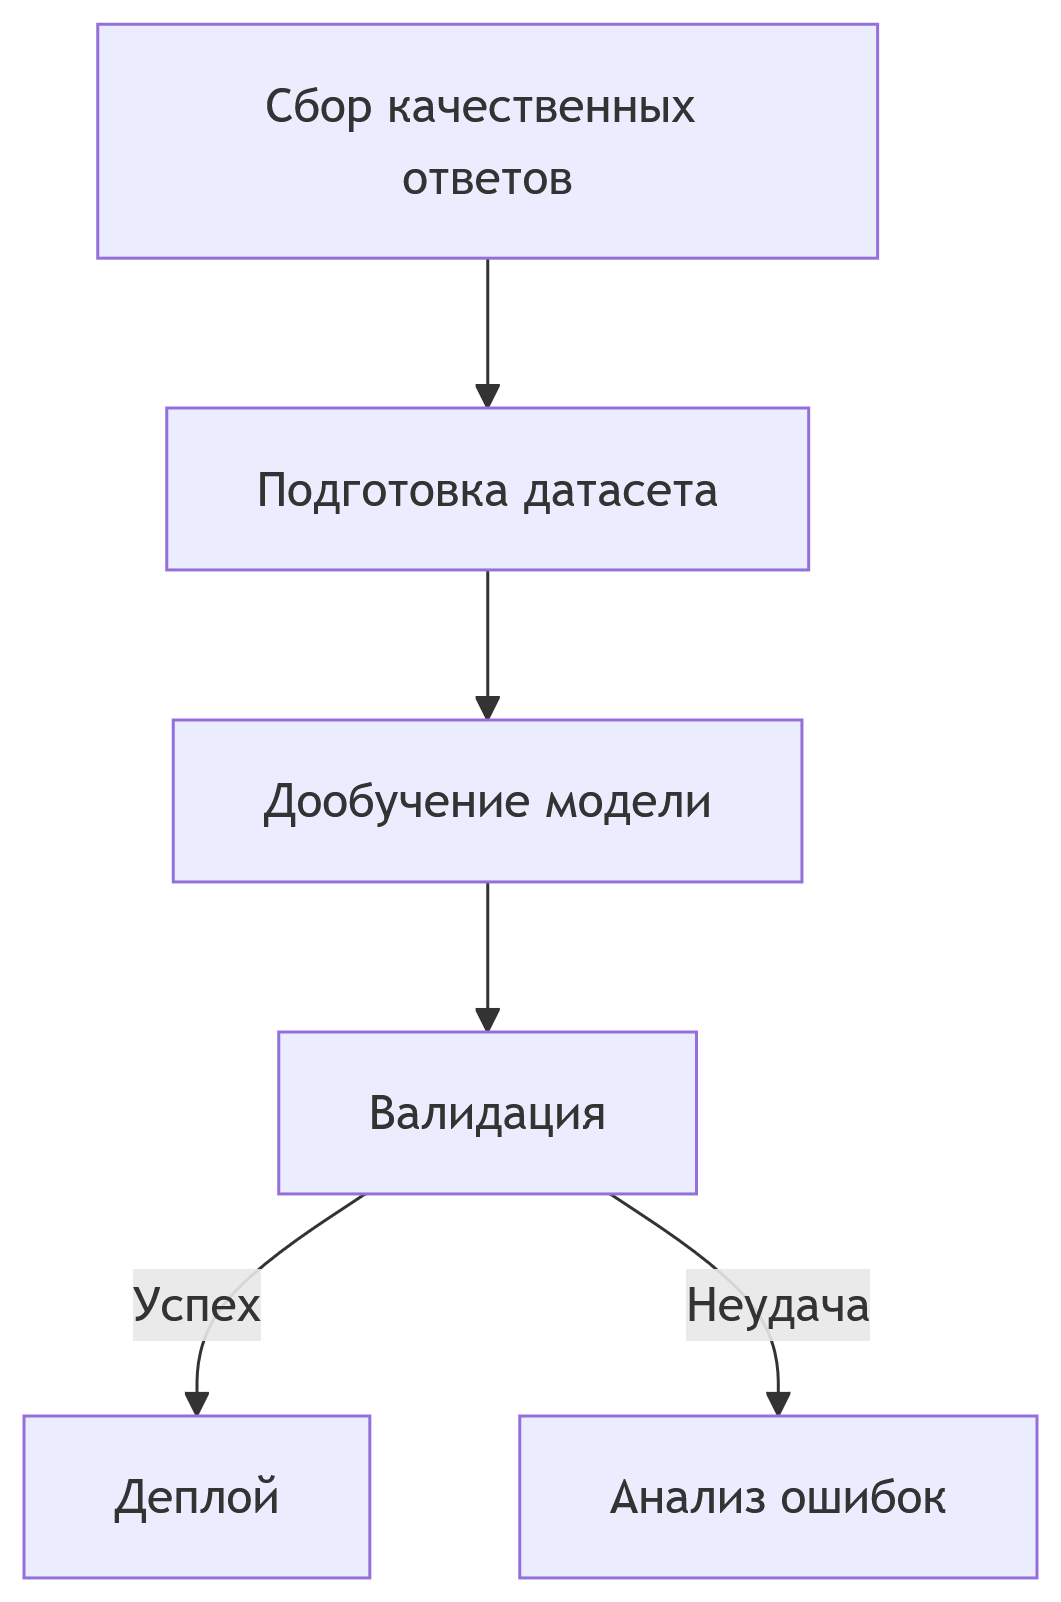 Сбор качественных
ответов
Подготовка датасета
Дообучение модели
Валидация
Успех
Неудача
Деплой
Анализ ошибок